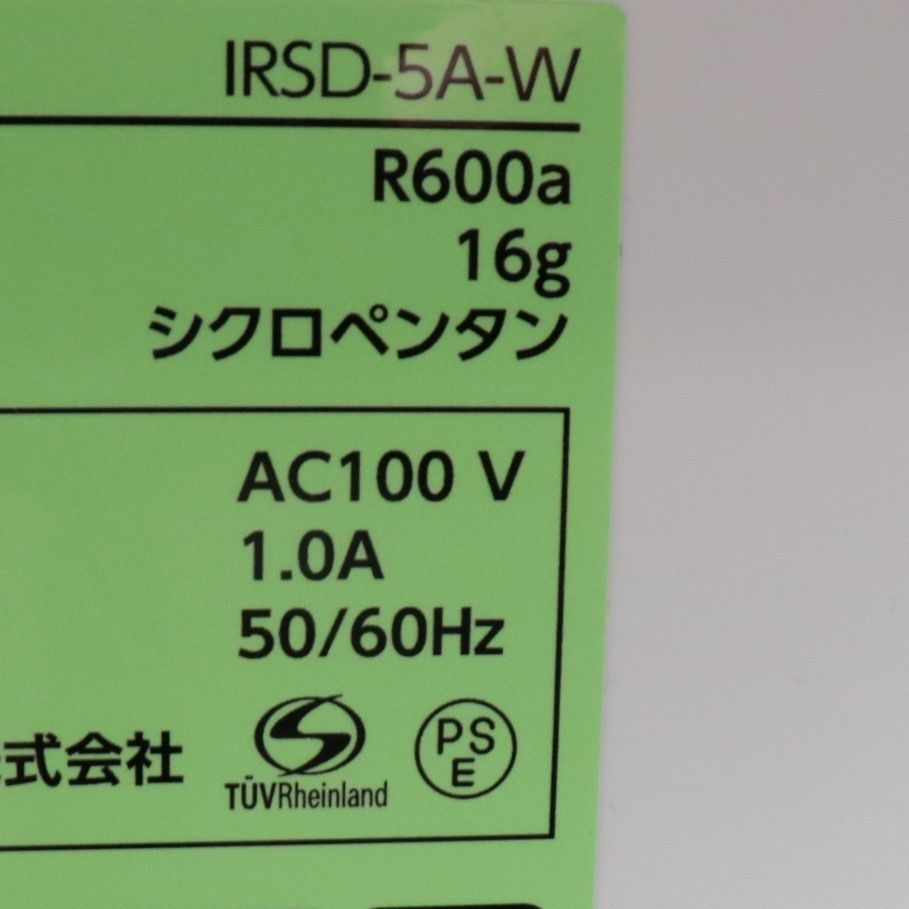 IRSD-5A-W
R600a
16g
シクロペンタン
AC100 V
1.0A
50/60Hz
式会社
TÜVRheinland
PS
E